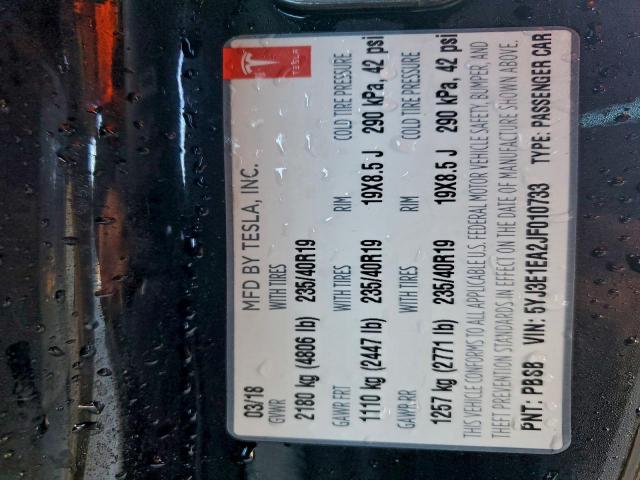 TESLA
03/18 MFD BY TESLA, INC.
GVWR WITH TIRES COLD TIRE PRESSURE
2180 kg (4806 lb) 235/40R19 290 kPa, 42 psi
GAWR FRT WITH TIRES RIM COLD TIRE PRESSURE
1110 kg (2447 lb) 235/40R19 19X8.5 J 290 kPa, 42 psi
GAWR RR WITH TIRES RIM COLD TIRE PRESSURE
1257 kg (2771 lb) 235/40R19 19X8.5 J 290 kPa, 42 psi
THIS VEHICLE CONFORMS TO ALL APPLICABLE U.S. FEDERAL MOTOR VEHICLE SAFETY, BUMPER, AND
THEFT PREVENTION STANDARDS IN EFFECT ON THE DATE OF MANUFACTURE SHOWN ABOVE.
PNT: PBSB VIN: 5YJ3E1EA2JF010733 TYPE: PASSENGER CAR